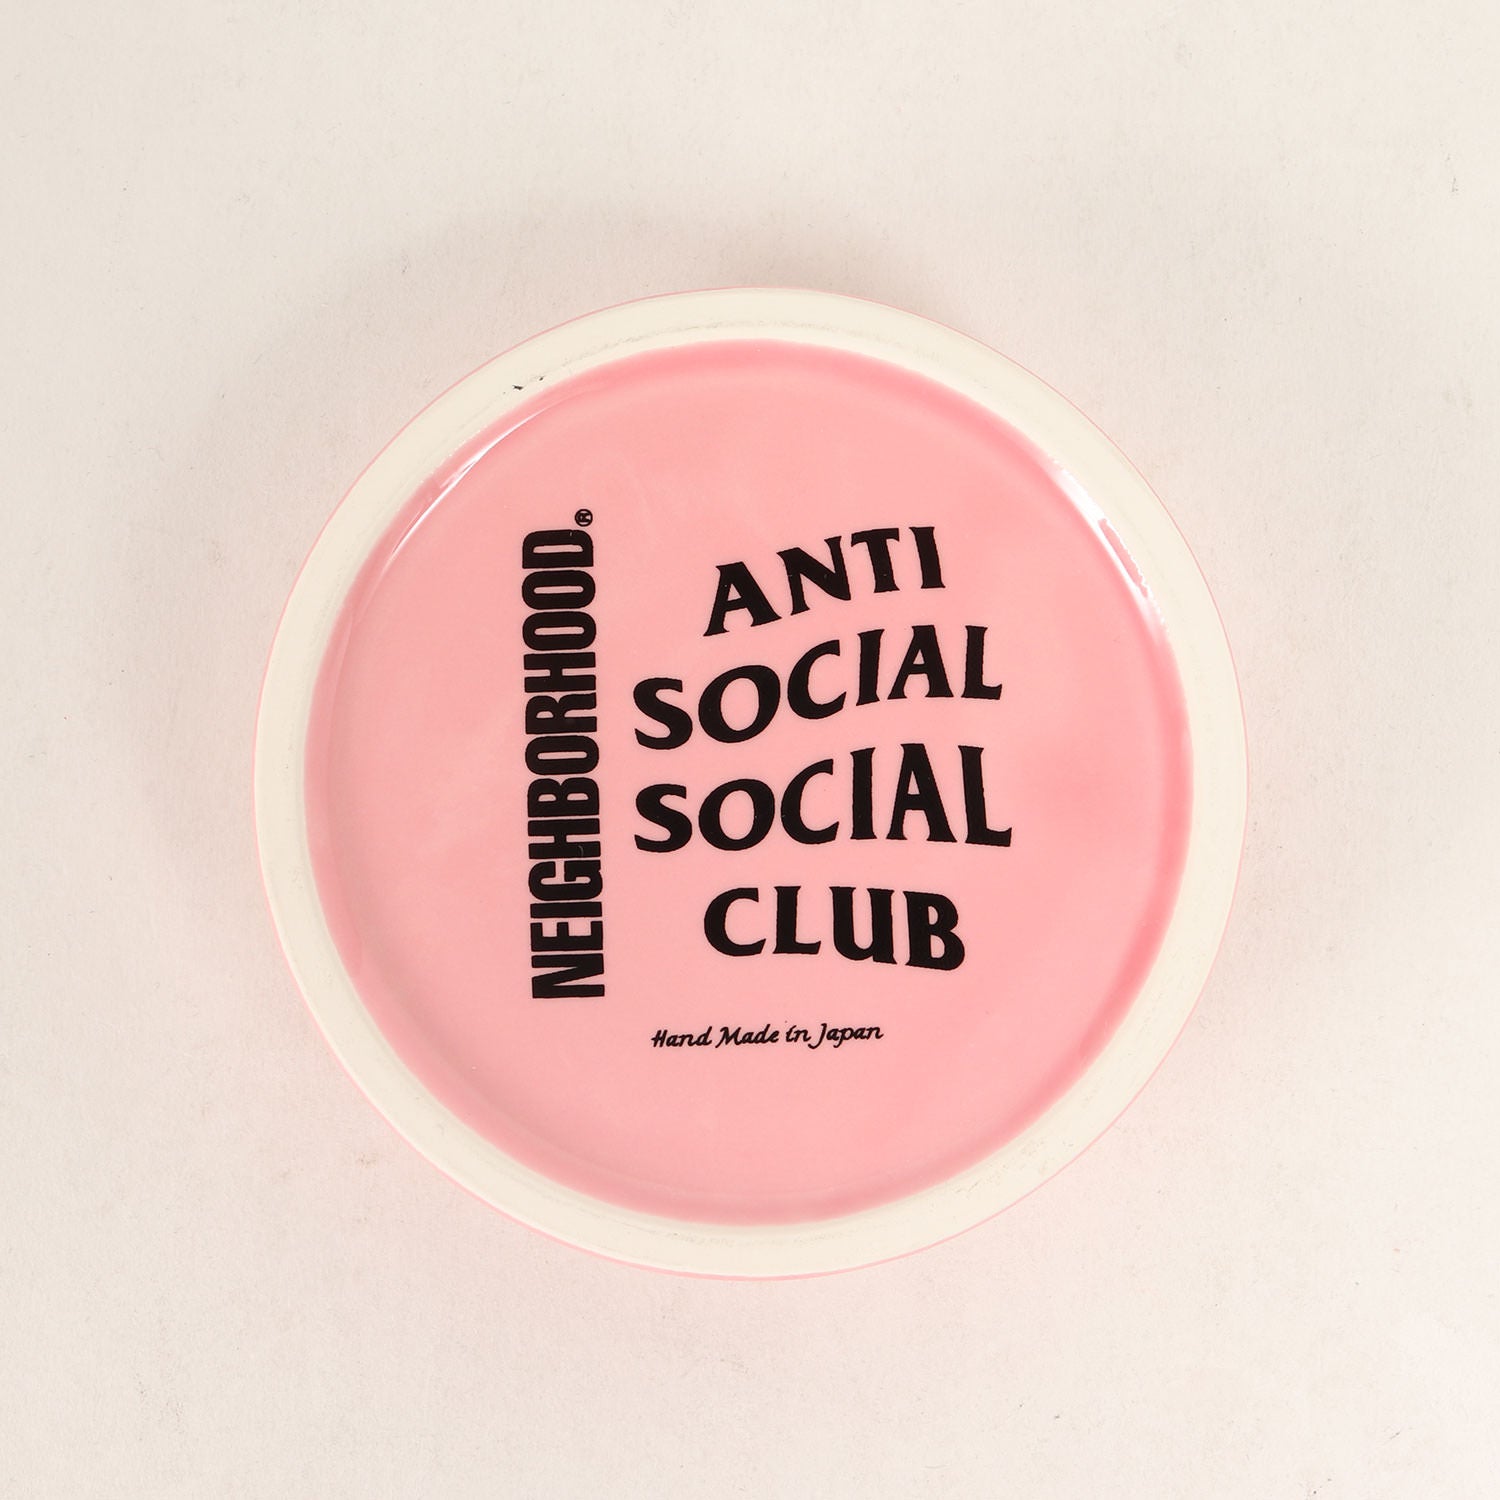 NEIGHBORHOOD®
ANTI
SOCIAL
SOCIAL
CLUB
Hand Made in Japan